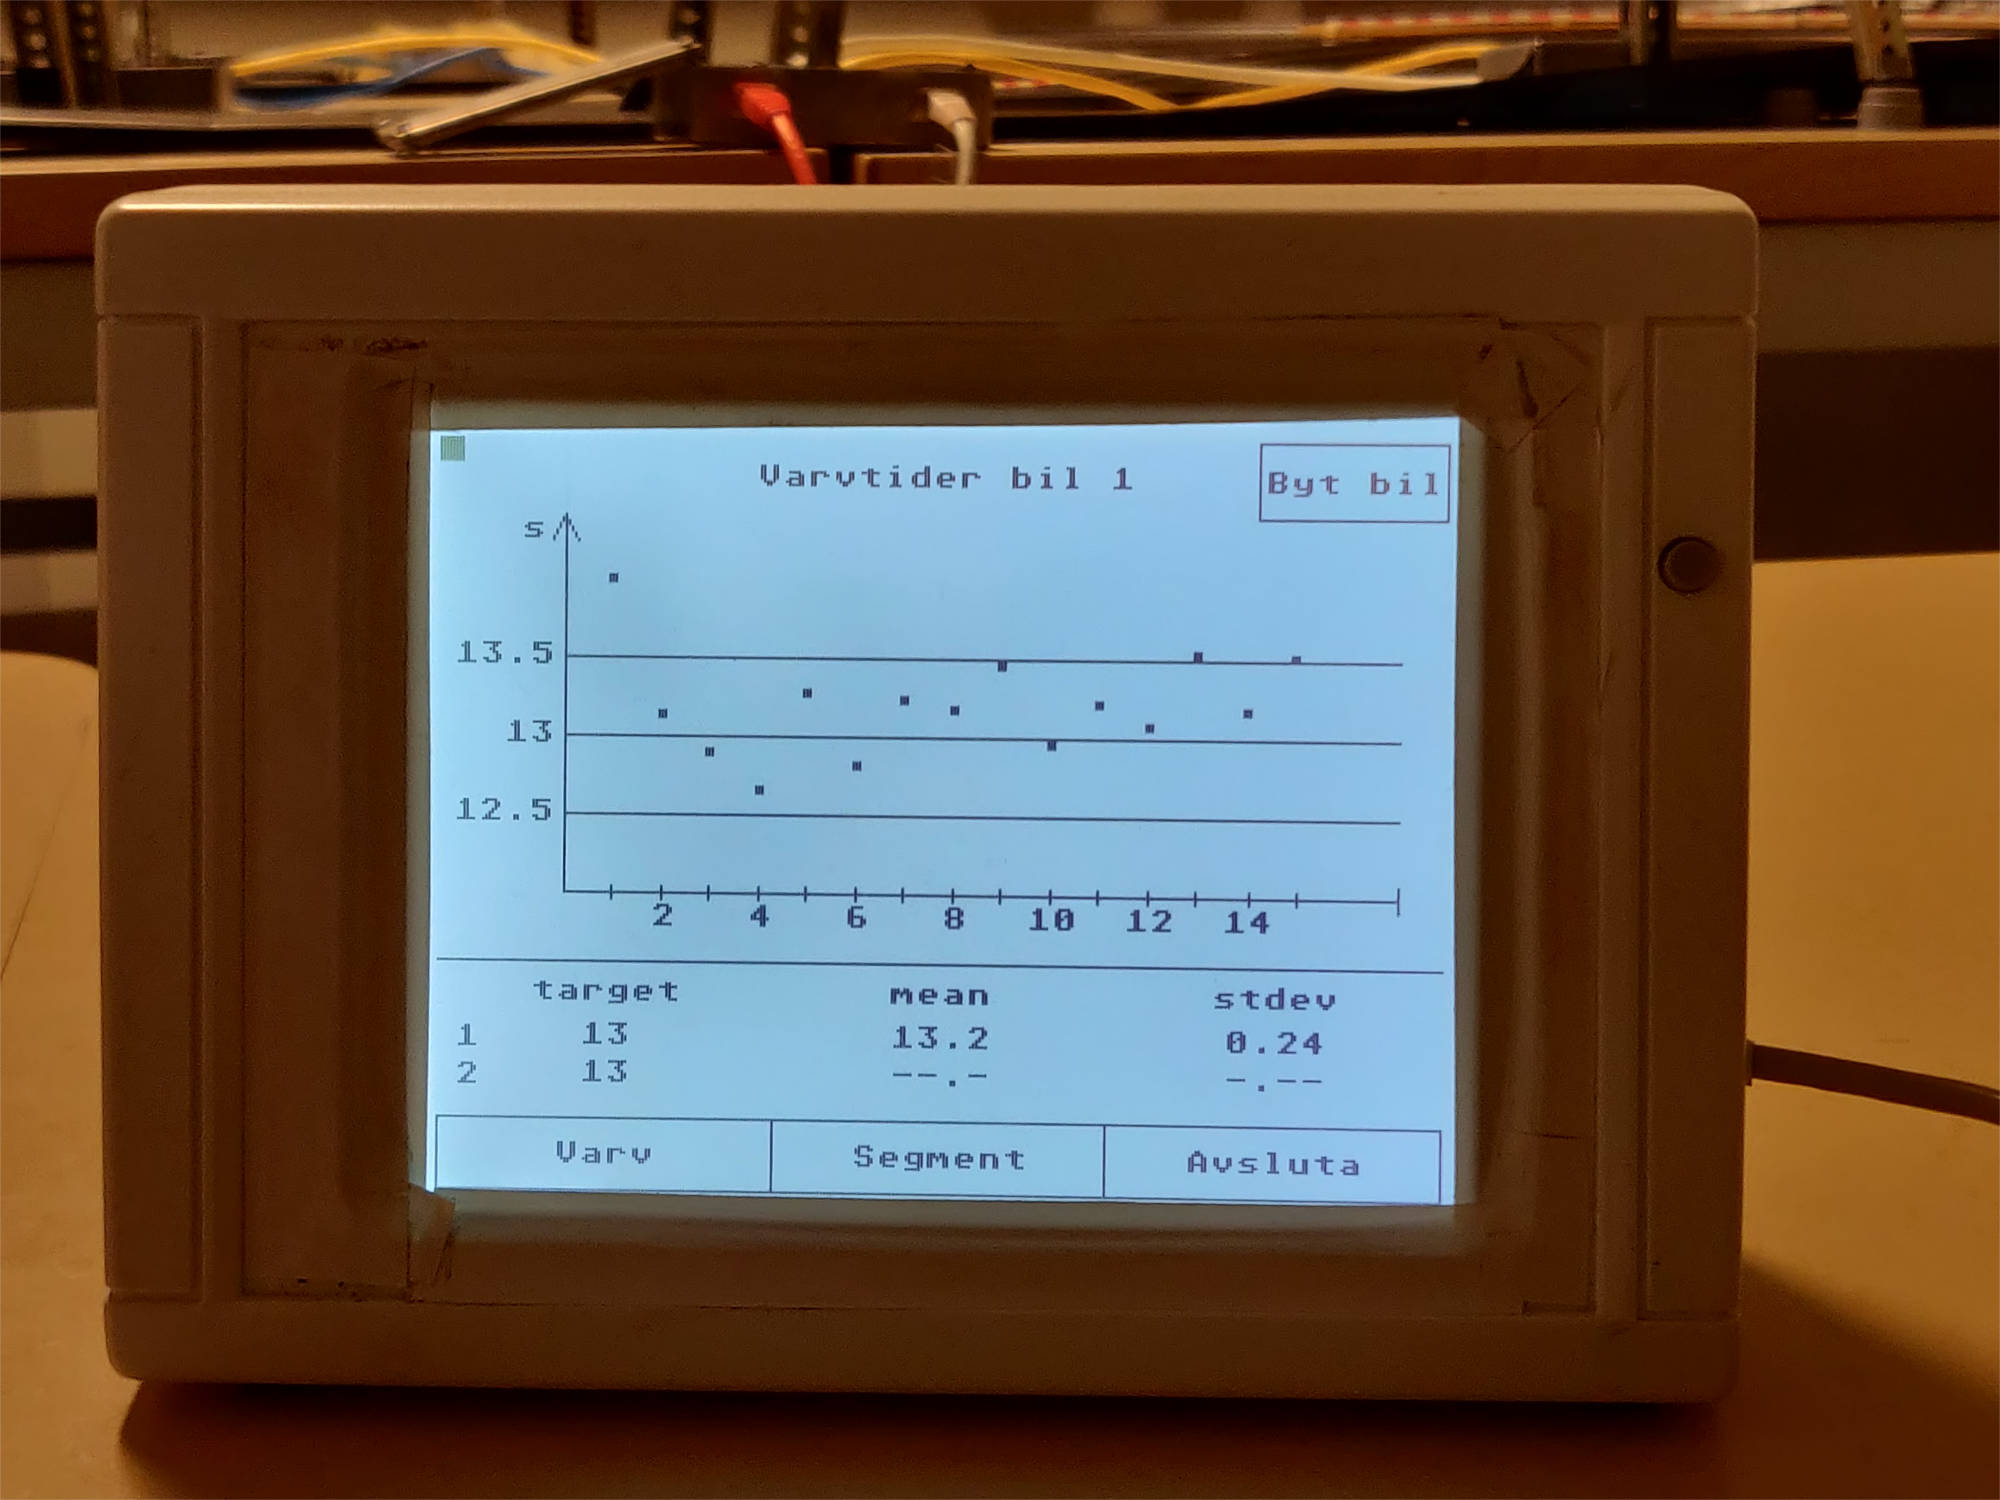 Varvtider bil 1
Byt bil
s
13.5
13
12.5
2 4 6 8 10 12 14
target mean stdev
1 13 13.2 0.24
2 13 --.- -.--
Varv Segment Avsluta